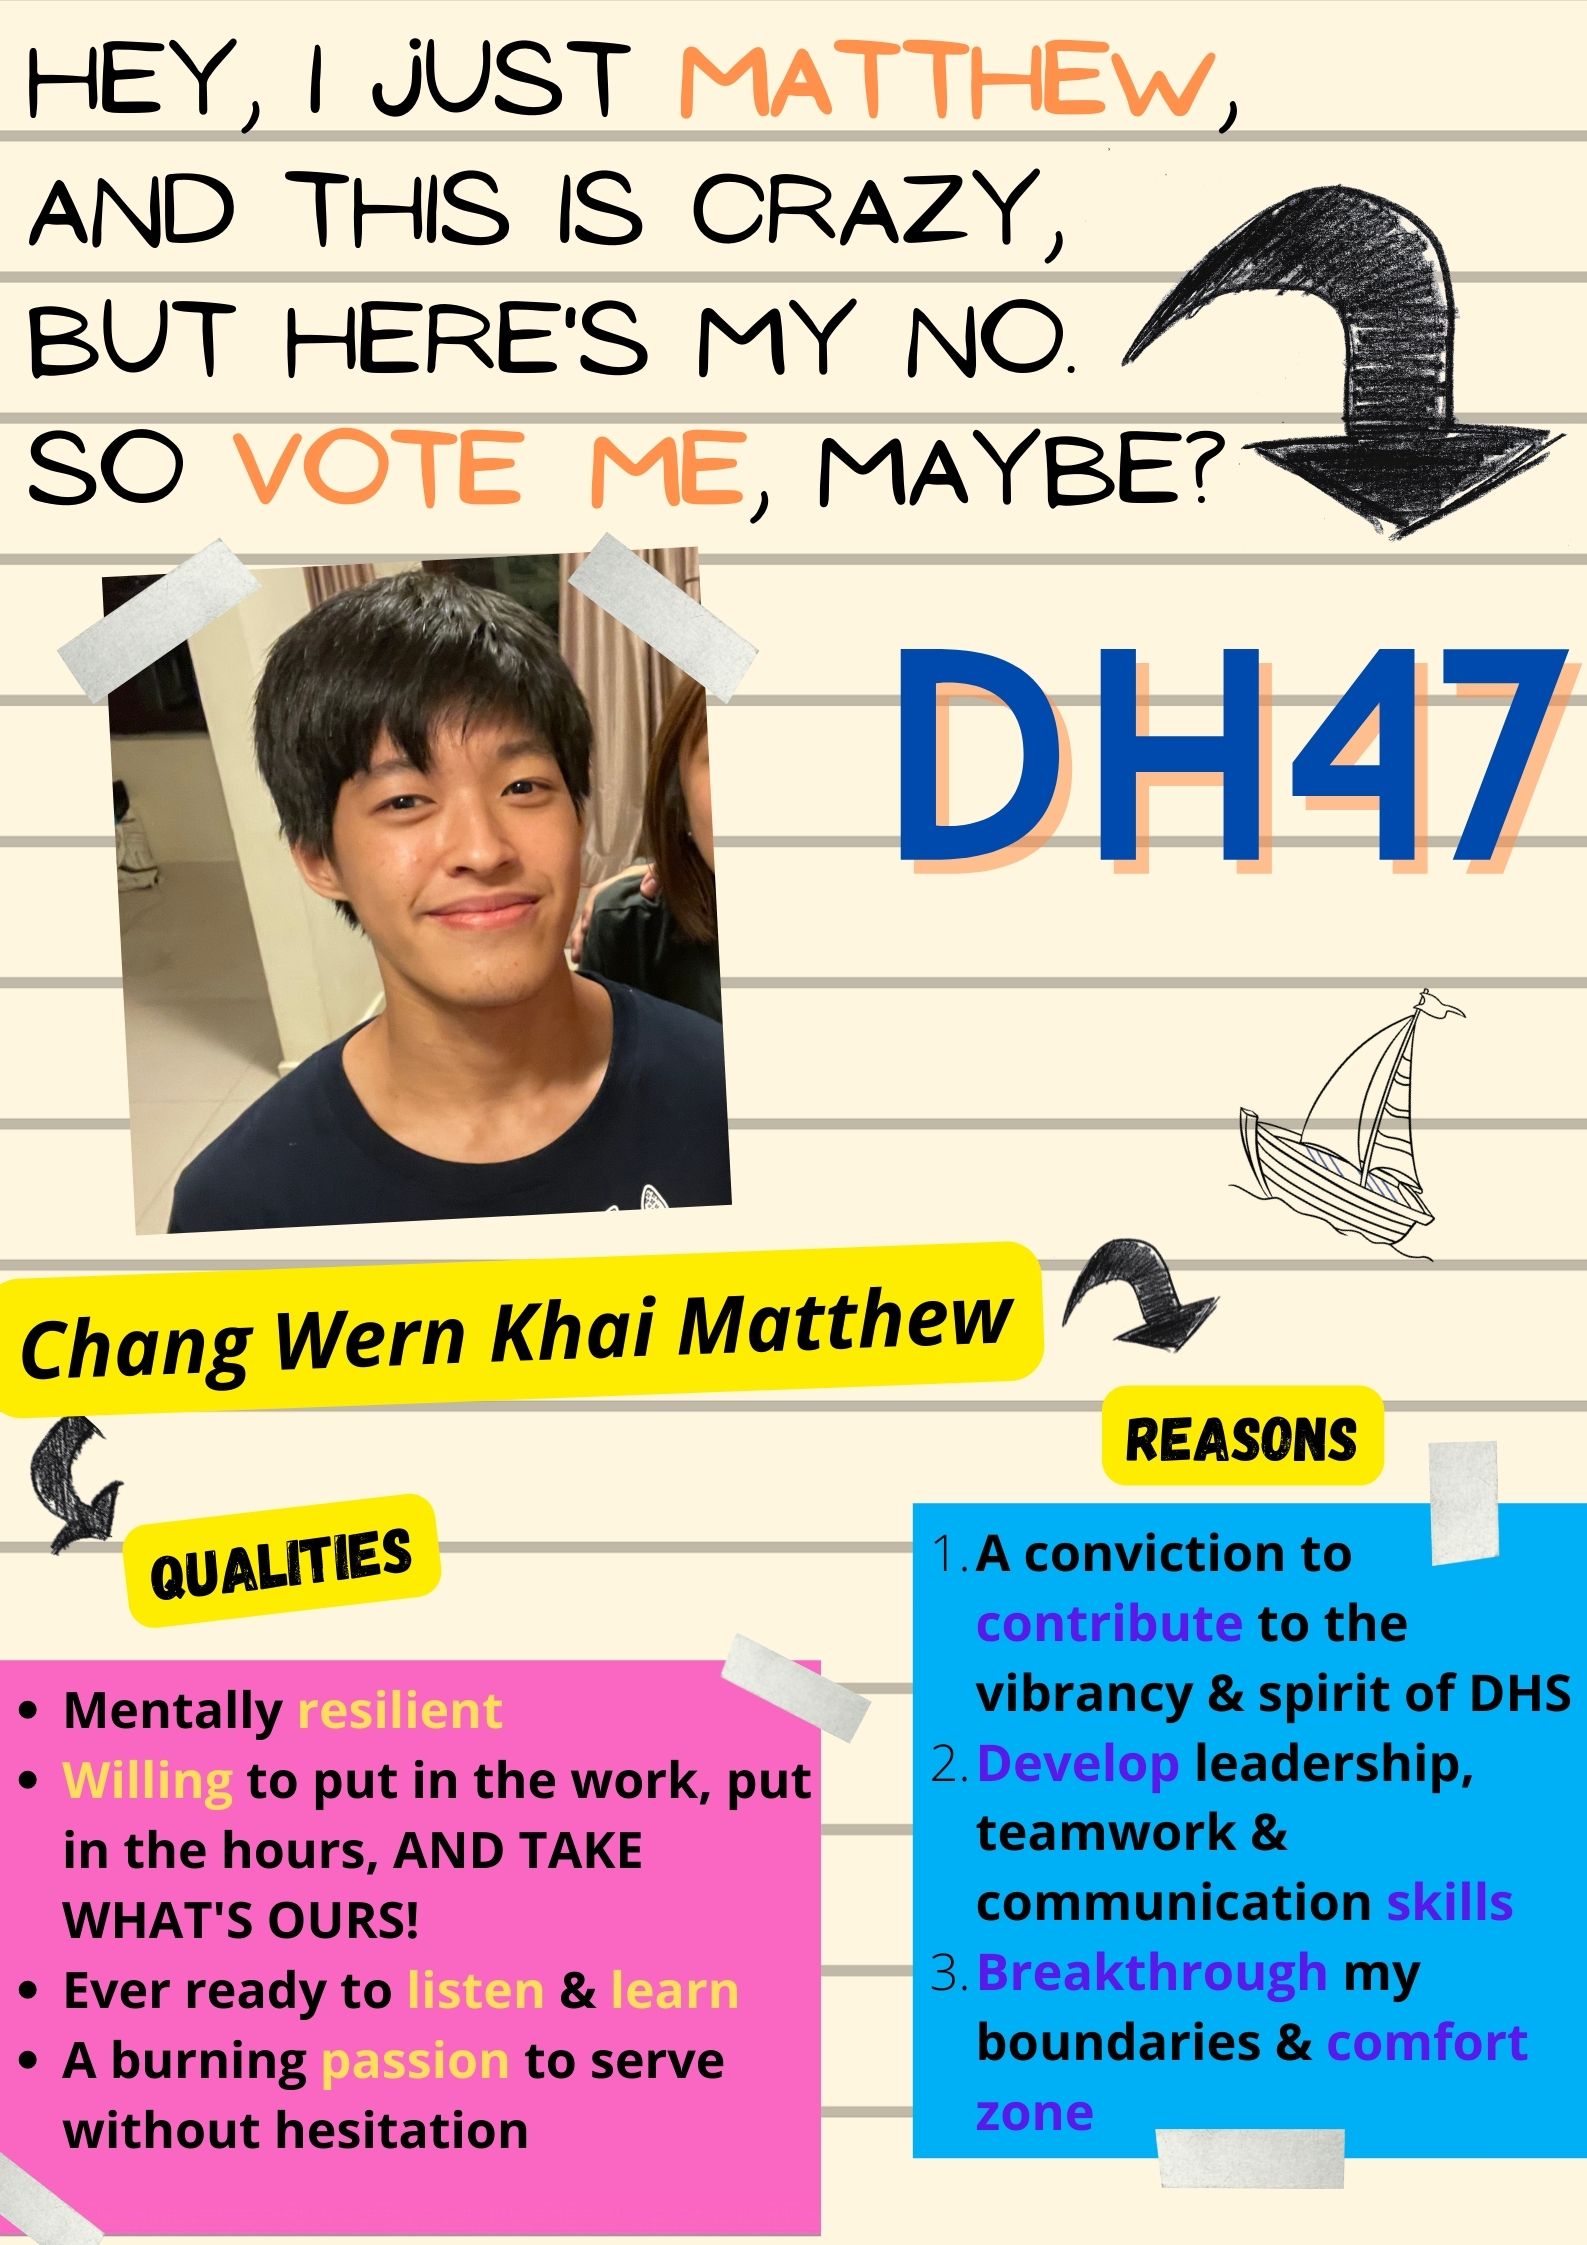 HEY, I JUST MATTHEW,
AND THIS IS CRAZY,
BUT HERE'S MY NO.
SO VOTE ME, MAYBE?
DH47
Chang Wern Khai Matthew
QUALITIES
• Mentally resilient
• Willing to put in the work, put
in the hours, AND TAKE
WHAT'S OURS!
• Ever ready to listen & learn
• A burning passion to serve
without hesitation
REASONS
1. A conviction to
contribute to the
vibrancy & spirit of DHS
2. Develop leadership,
teamwork &
communication skills
3. Breakthrough my
boundaries & comfort
zone